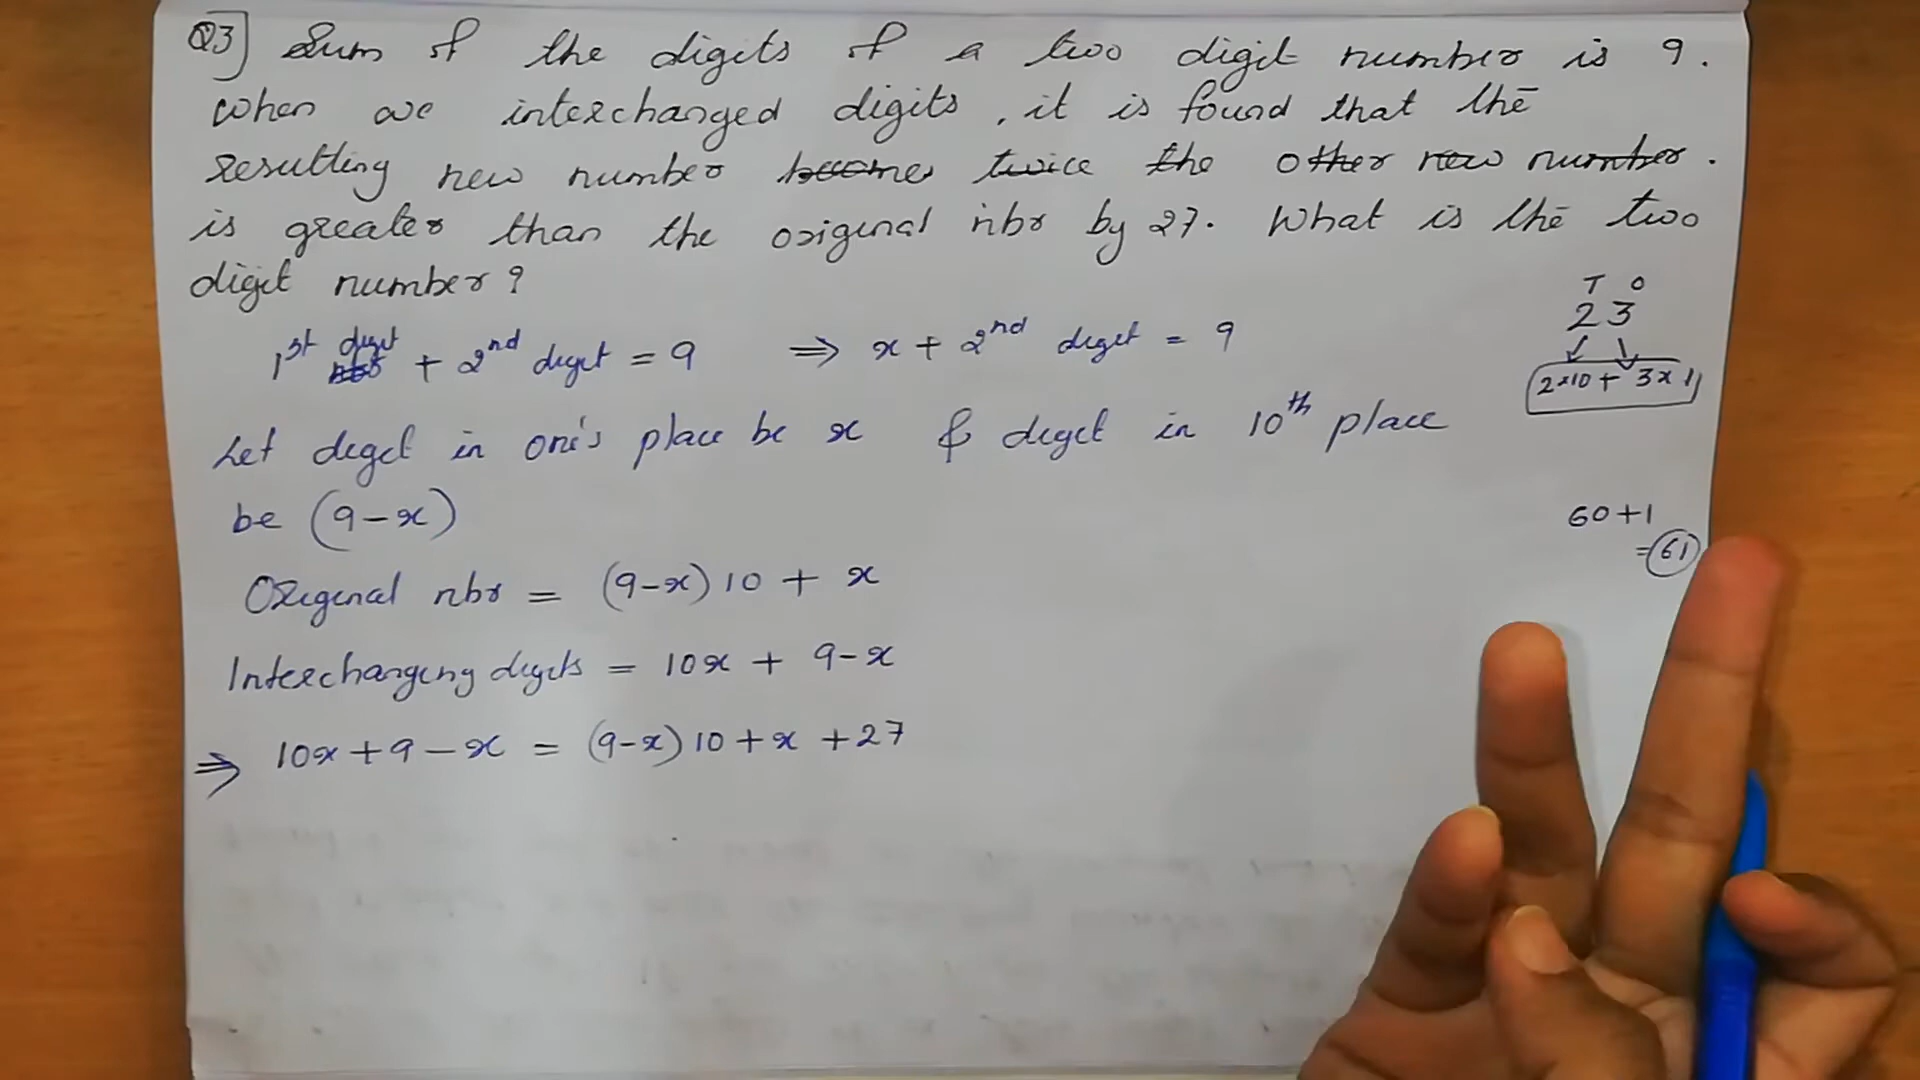 Q3] Sum of the digits of a two digit number is 9.
When we interchanged digits, it is found that the
resulting new number becomes twice the other new number.
is greater than the original nbr by 27. What is the two
digit number?
1st digit + 2nd digit = 9 ⇒ x + 2nd digit = 9
T O
23
2×10 + 3×1
Let digit in one's place be x & digit in 10th place
be (9-x)
60+1
=61
Original nbr = (9-x)10 + x
Interchanging digits = 10x + 9-x
⇒ 10x+9-x = (9-x)10+x+27